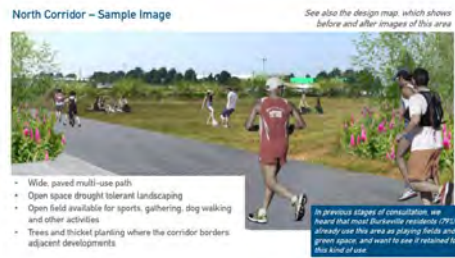 North Corridor – Sample Image
See also the design map, which shows
before and after images of this area
• Wide, paved multi-use path
• Open space drought tolerant landscaping
• Open field available for sports, gathering, dog walking
and other activities
• Trees and thicket planting where the corridor borders
adjacent developments
In previous stages of consultation, we
heard that most Burkeville residents (79%)
already use this area as playing fields and
green space, and want to see it retained for
this kind of use.